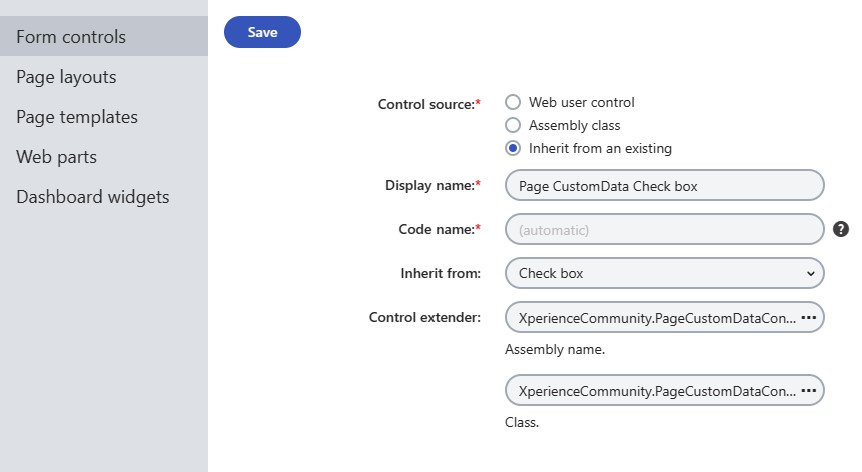 Form controls
Page layouts
Page templates
Web parts
Dashboard widgets
Save
Control source:*
Web user control
Assembly class
Inherit from an existing
Display name:*
Page CustomData Check box
Code name:*
(automatic)
?
Inherit from:
Check box
Control extender:
XperienceCommunity.PageCustomDataCon... •••
Assembly name.
XperienceCommunity.PageCustomDataCon... •••
Class.